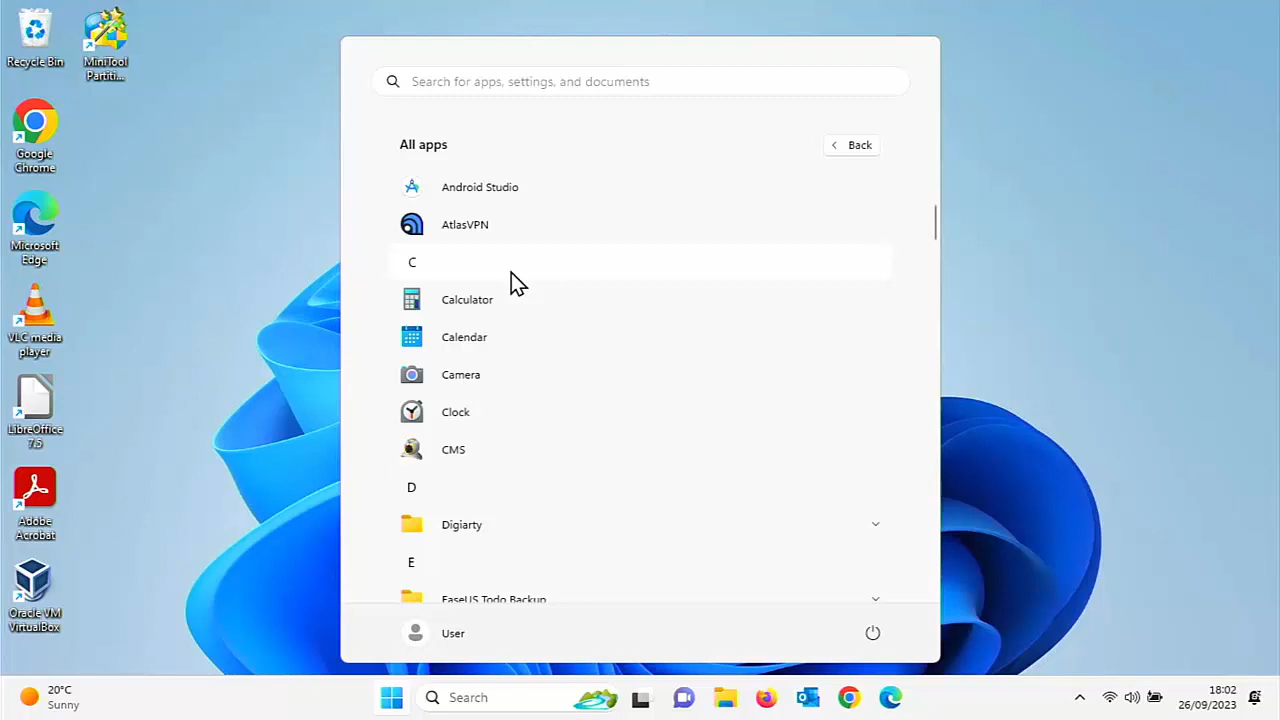 Recycle Bin
MiniTool
Partiti...
Google
Chrome
Microsoft
Edge
VLC media
player
LibreOffice
7.5
Adobe
Acrobat
Oracle VM
VirtualBox
Search for apps, settings, and documents
All apps
Back
Android Studio
AtlasVPN
C
Calculator
Calendar
Camera
Clock
CMS
D
Digiarty
E
EaseUS Todo Backup
User
20°C
Sunny
Search
18:02
26/09/2023